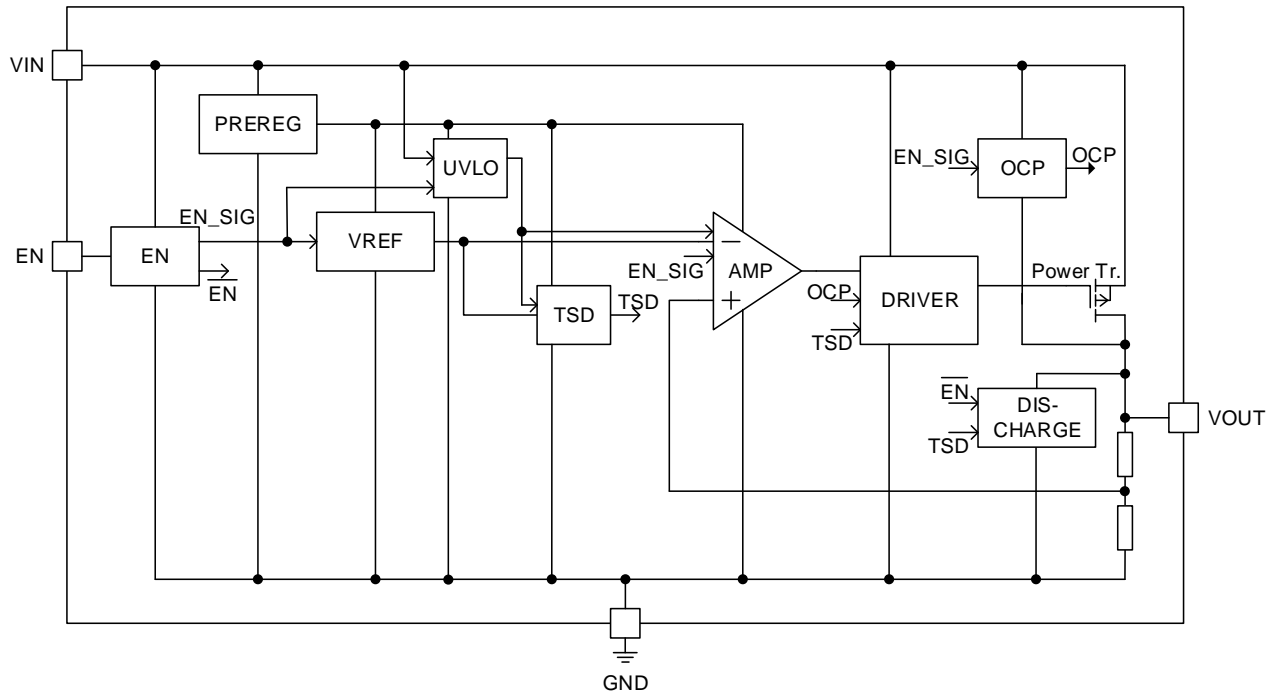 VIN
PREREG
EN_SIG
OCP
OCP
UVLO
EN_SIG
EN
EN
VREF
EN
EN_SIG
−
AMP
+
TSD
TSD
OCP
TSD
DRIVER
Power Tr.
EN
TSD
DIS-
CHARGE
VOUT
GND